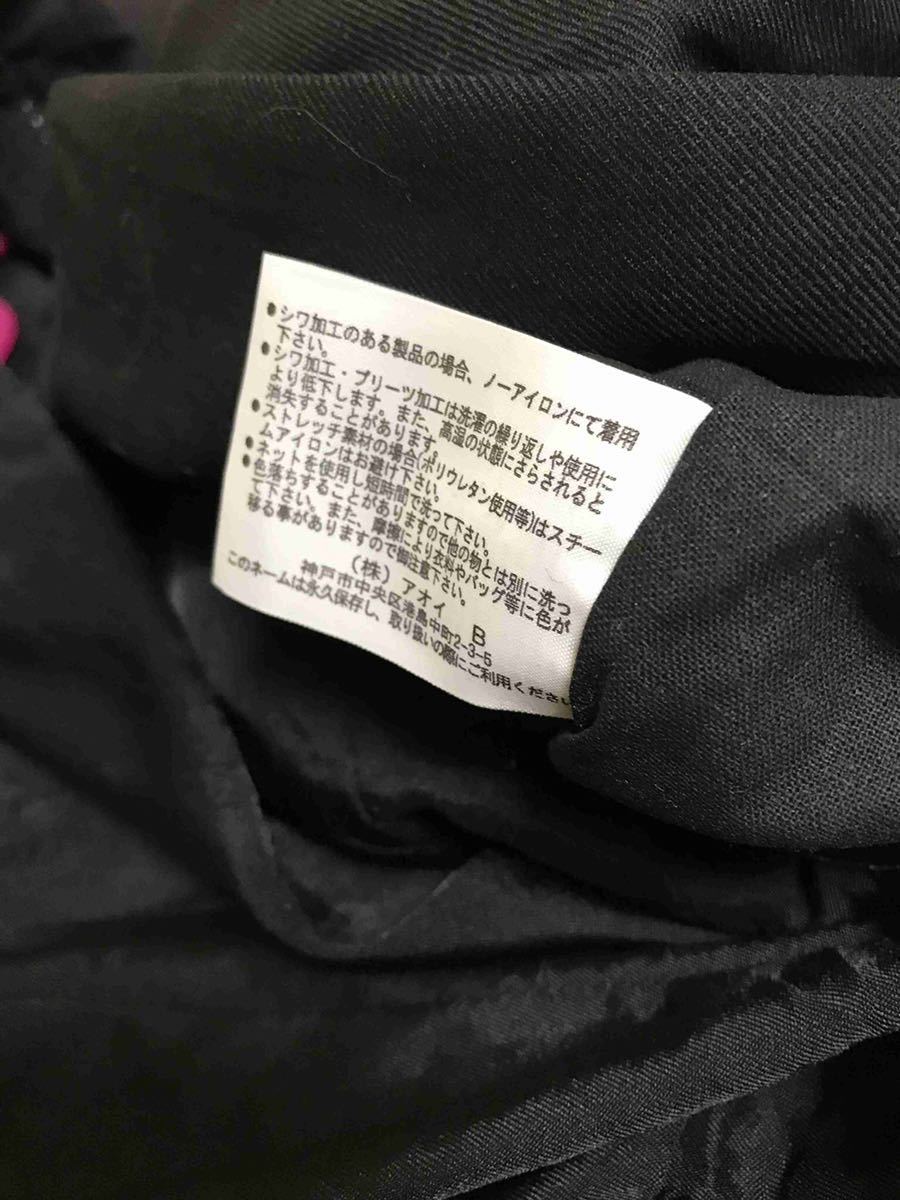 ●シワ加工のある製品の場合、ノーアイロンにて着用
下さい。
●シワ加工・プリーツ加工は洗濯の繰り返しや使用に
より低下します。また、高温の状態にさらされると
消失することがあります。
●ストレッチ素材の場合(ポリウレタン使用等)はスチー
ムアイロンはお避け下さい。
●ネットを使用し短時間で洗って下さい。
色落ちすることがありますので他の物とは別に洗っ
て下さい。また、摩擦により衣料やバッグ等に色が
移る事がありますので御注意下さい。
(株)アオイ B
神戸市中央区港島中町2-3-5
このネームは永久保存し、取り扱いの際にご利用ください